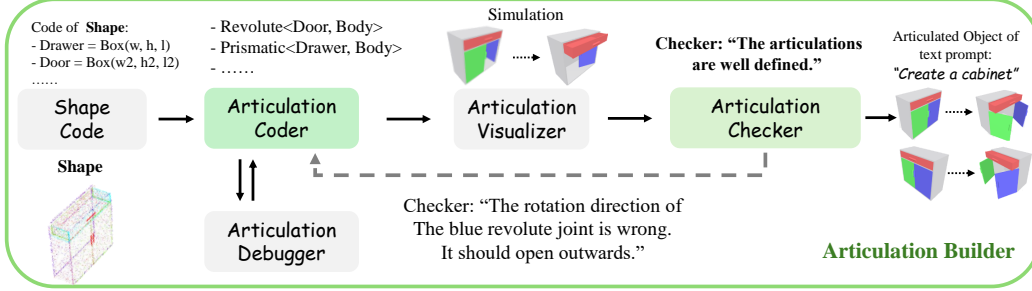 Code of Shape:
- Drawer = Box(w, h, l)
- Door = Box(w2, h2, l2)
……
Shape
Code
Shape
- Revolute<Door, Body>
- Prismatic<Drawer, Body>
- ……
Articulation
Coder
Articulation
Debugger
Simulation
Articulation
Visualizer
Checker: “The articulations
are well defined.”
Articulation
Checker
Checker: “The rotation direction of
The blue revolute joint is wrong.
It should open outwards.”
Articulated Object of
text prompt:
“Create a cabinet”
Articulation Builder